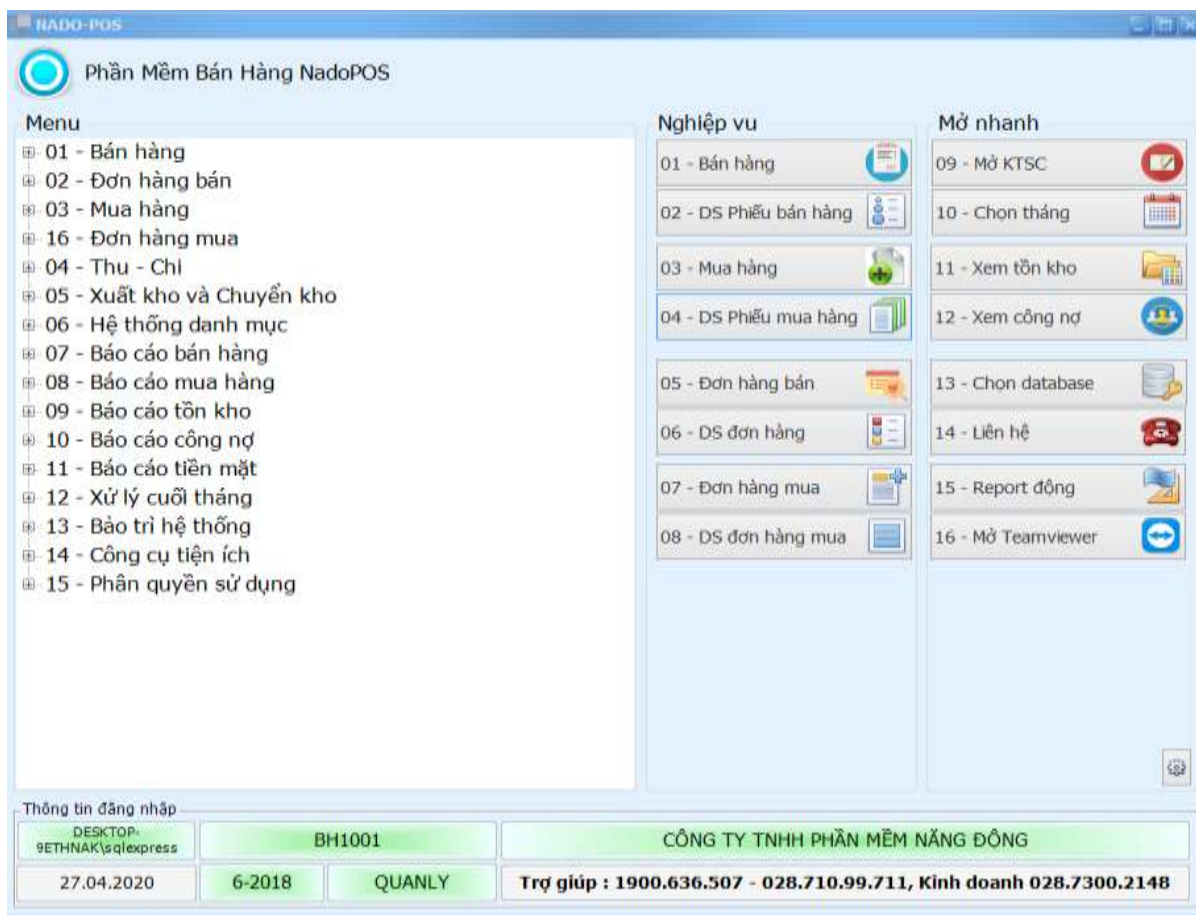 NADO-POS
Phần Mềm Bán Hàng NadoPOS
Menu
01 - Bán hàng
02 - Đơn hàng bán
03 - Mua hàng
16 - Đơn hàng mua
04 - Thu - Chi
05 - Xuất kho và Chuyển kho
06 - Hệ thống danh mục
07 - Báo cáo bán hàng
08 - Báo cáo mua hàng
09 - Báo cáo tồn kho
10 - Báo cáo công nợ
11 - Báo cáo tiền mặt
12 - Xử lý cuối tháng
13 - Bảo trì hệ thống
14 - Công cụ tiện ích
15 - Phân quyền sử dụng
Nghiệp vu
01 - Bán hàng
02 - DS Phiếu bán hàng
03 - Mua hàng
04 - DS Phiếu mua hàng
05 - Đơn hàng bán
06 - DS đơn hàng
07 - Đơn hàng mua
08 - DS đơn hàng mua
Mở nhanh
09 - Mở KTSC
10 - Chọn tháng
11 - Xem tồn kho
12 - Xem công nợ
13 - Chọn database
14 - Liên hệ
15 - Report động
16 - Mở Teamviewer
Thông tin đăng nhập
DESKTOP-
9ETHNAK\sqlexpress
BH1001
CÔNG TY TNHH PHẦN MỀM NĂNG ĐỘNG
27.04.2020
6-2018
QUANLY
Trợ giúp : 1900.636.507 - 028.710.99.711, Kinh doanh 028.7300.2148